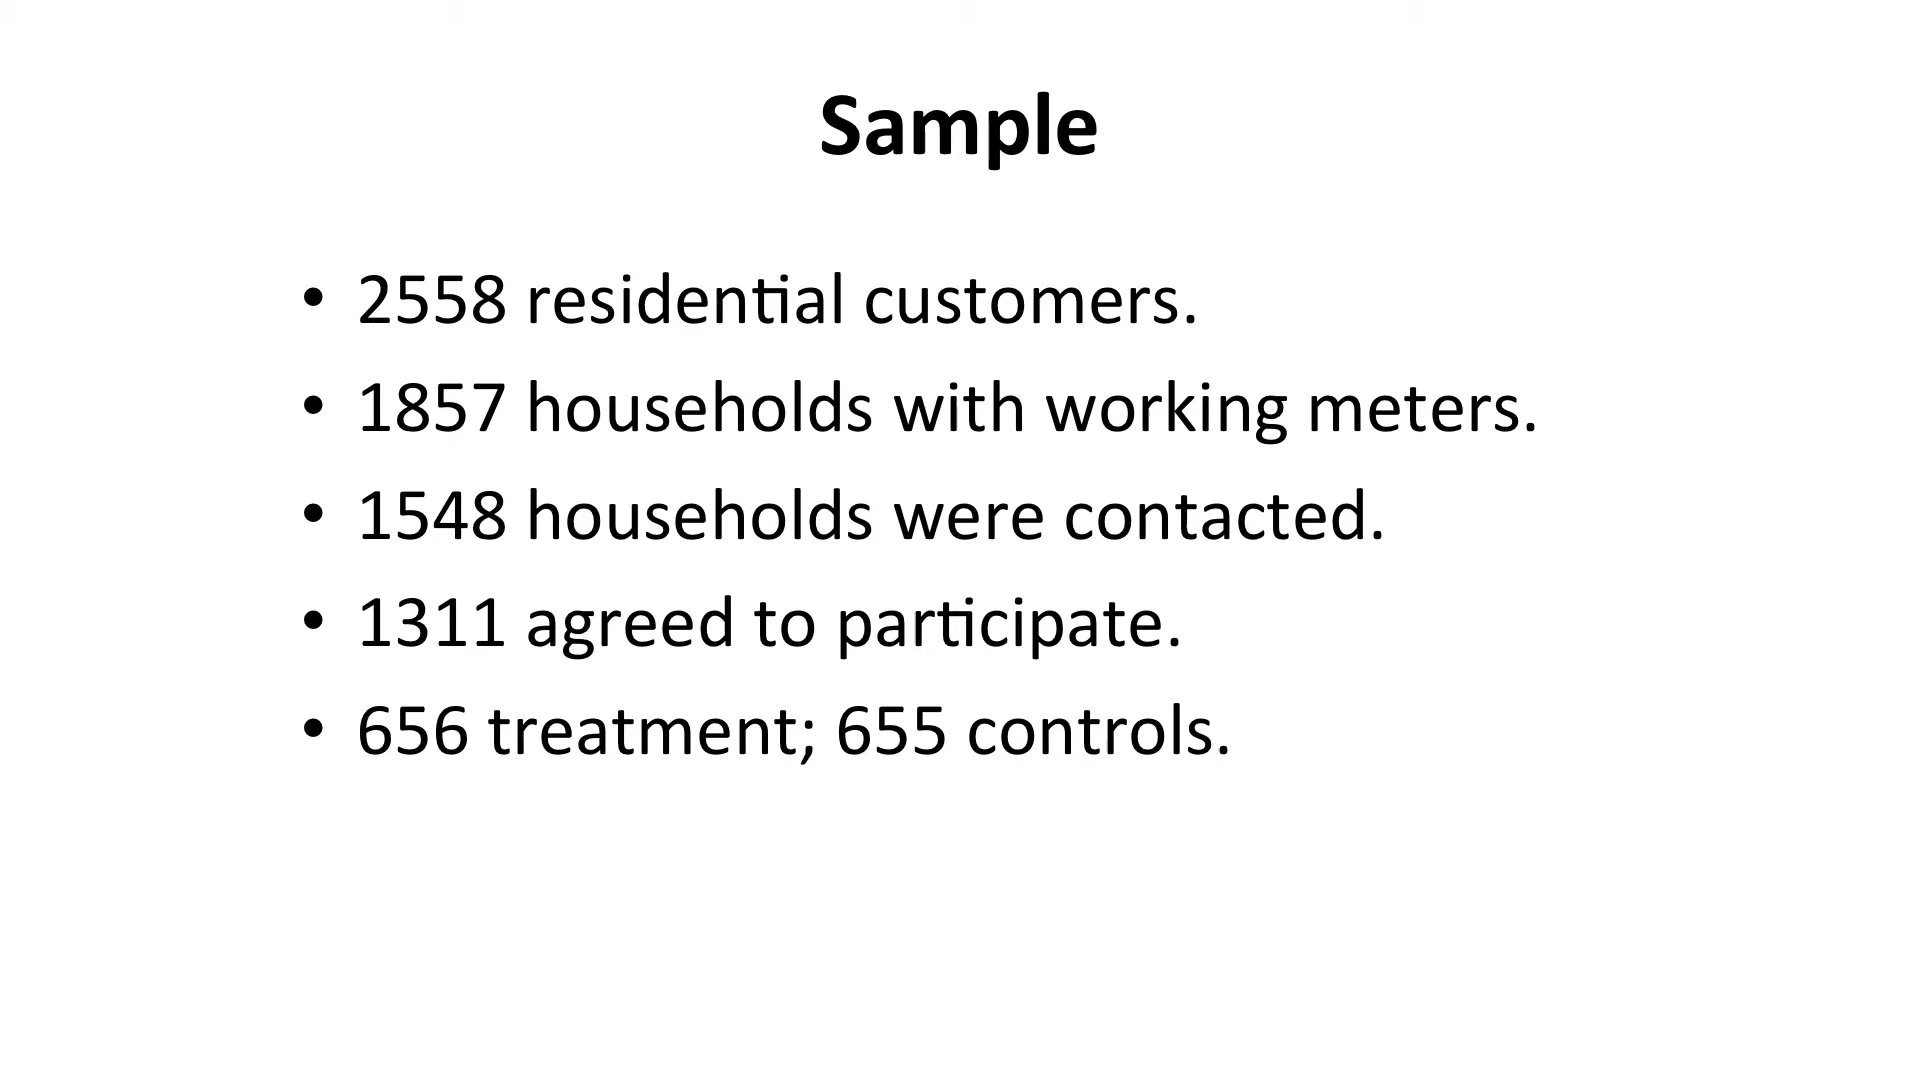 Sample
• 2558 residential customers.
• 1857 households with working meters.
• 1548 households were contacted.
• 1311 agreed to participate.
• 656 treatment; 655 controls.